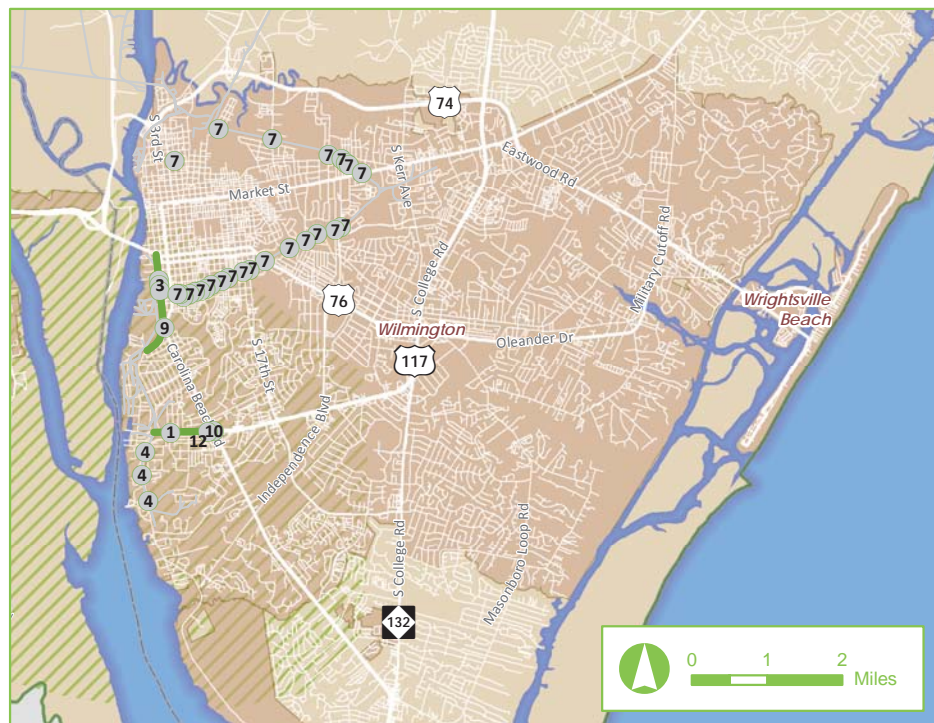 74
7
7
S 3rd St
7
7
7
7
7
S Kerr Ave
Eastwood Rd
Market St
7
7
7
7
7
7
7
7
7
7
7
7
7
7
3
76
S College Rd
Military Cutoff Rd
Wrightsville
Beach
9
Wilmington
Oleander Dr
117
Carolina Beach Rd
S 17th St
Independence Blvd
1
10
12
4
4
4
S College Rd
Masonboro Loop Rd
132
0 1 2
Miles